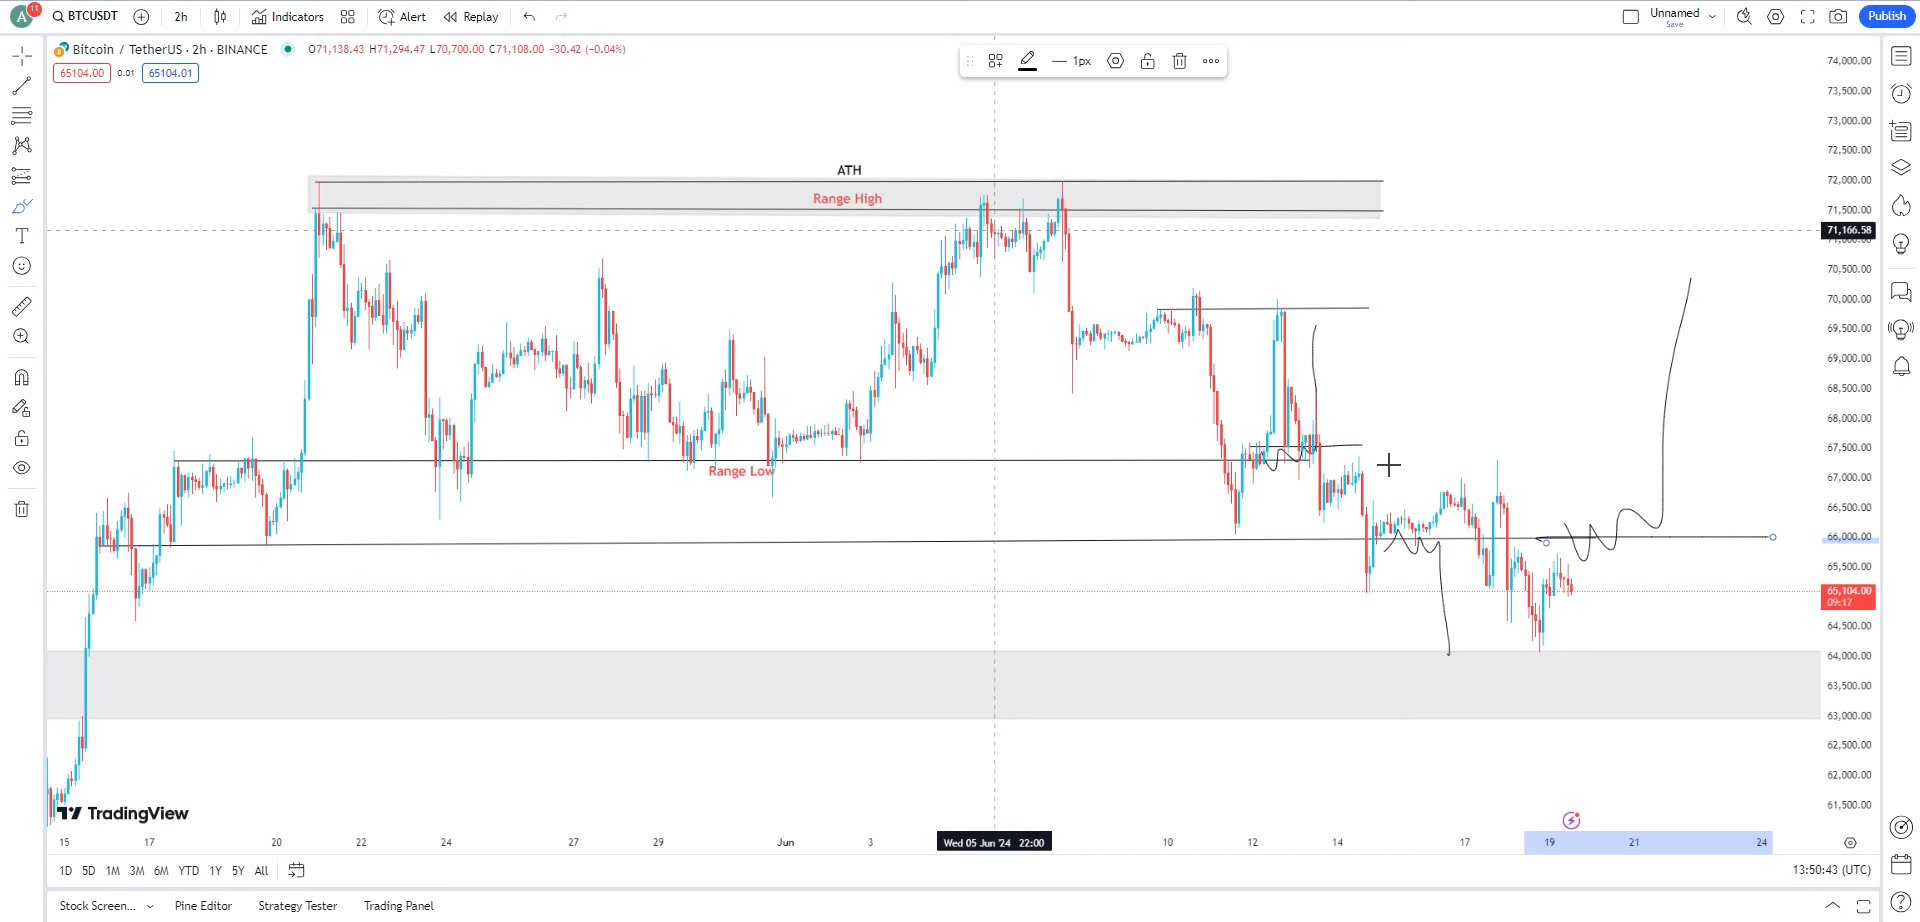 A 11 BTCUSDT 2h Indicators Alert Replay Unnamed Save Publish
Bitcoin / TetherUS · 2h · BINANCE O71,138.43 H71,294.47 L70,700.00 C71,108.00 −30.42 (−0.04%)
65104.00 0.01 65104.01
1px
74,000.00
73,500.00
73,000.00
72,500.00
ATH
72,000.00
Range High
71,500.00
71,166.58
71,000.00
70,500.00
70,000.00
69,500.00
69,000.00
68,500.00
68,000.00
67,500.00
Range Low
67,000.00
66,500.00
66,000.00
65,500.00
65,104.00
09:17
64,500.00
64,000.00
63,500.00
63,000.00
62,500.00
62,000.00
61,500.00
TradingView
15 17 20 22 24 27 29 Jun 3 Wed 05 Jun '24 22:00 10 12 14 17 19 21 24
1D 5D 1M 3M 6M YTD 1Y 5Y All 13:50:43 (UTC)
Stock Screen... Pine Editor Strategy Tester Trading Panel